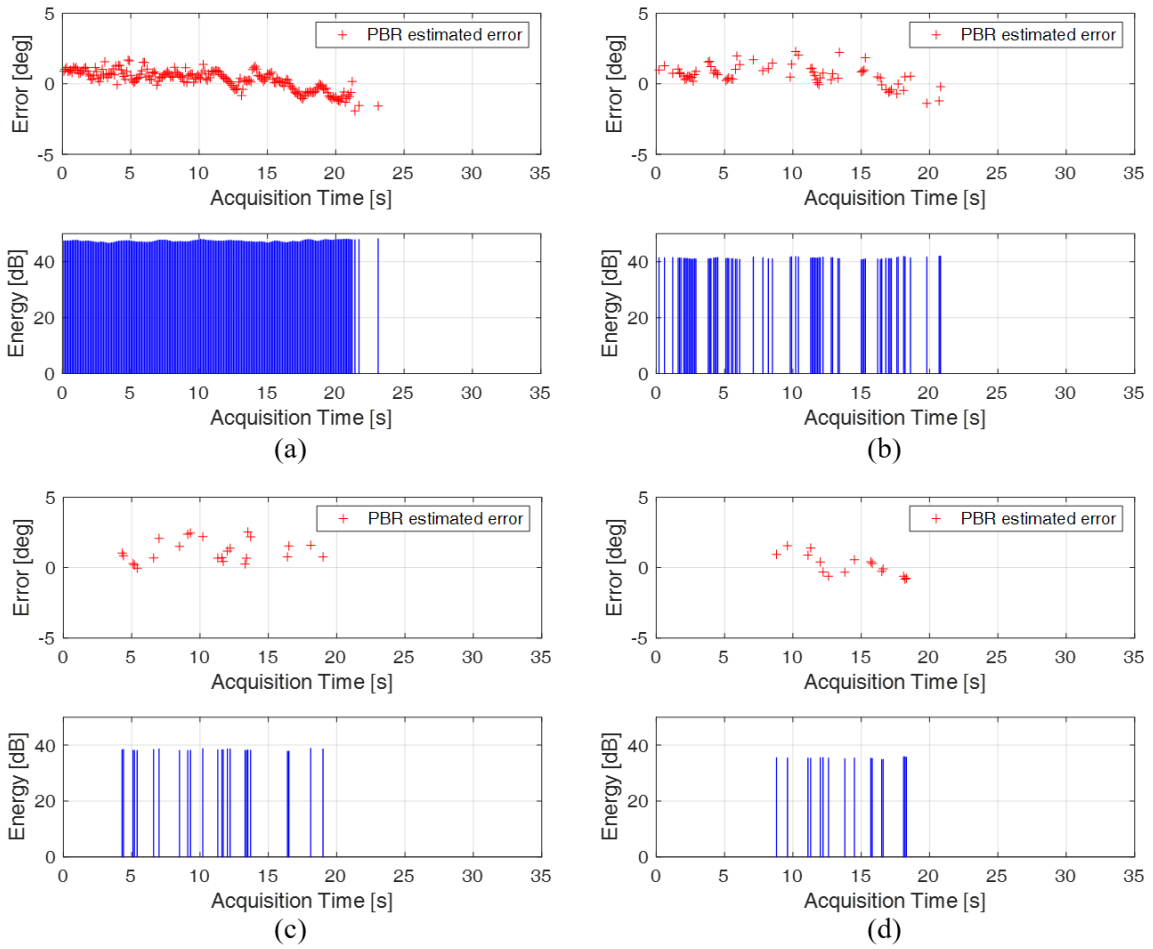 PBR estimated error
Error [deg]
5
0
-5
0 5 10 15 20 25 30 35
Acquisition Time [s]
Energy [dB]
40
20
0
0 5 10 15 20 25 30 35
Acquisition Time [s]
(a)
PBR estimated error
Error [deg]
5
0
-5
0 5 10 15 20 25 30 35
Acquisition Time [s]
Energy [dB]
40
20
0
0 5 10 15 20 25 30 35
Acquisition Time [s]
(b)
PBR estimated error
Error [deg]
5
0
-5
0 5 10 15 20 25 30 35
Acquisition Time [s]
Energy [dB]
40
20
0
0 5 10 15 20 25 30 35
Acquisition Time [s]
(c)
PBR estimated error
Error [deg]
5
0
-5
0 5 10 15 20 25 30 35
Acquisition Time [s]
Energy [dB]
40
20
0
0 5 10 15 20 25 30 35
Acquisition Time [s]
(d)